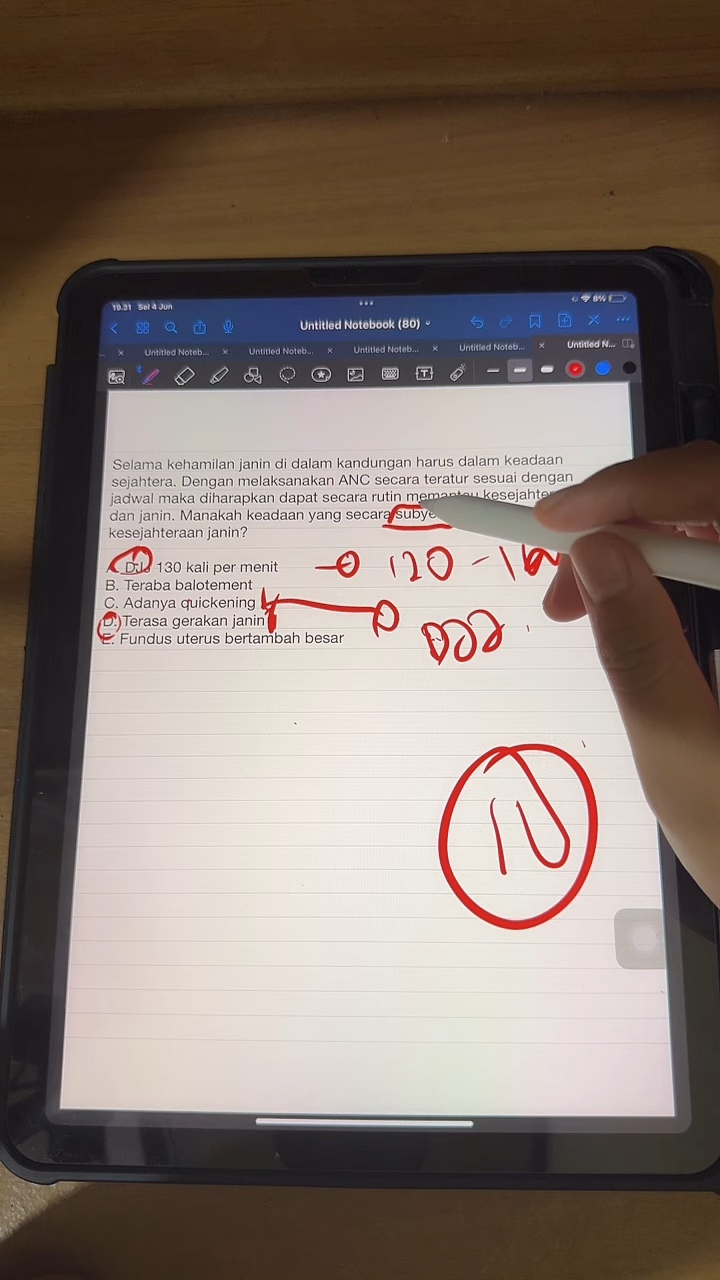 19.31 Sel 4 Jun
8%
Untitled Notebook (80)
Untitled Noteb... Untitled Noteb... Untitled Noteb... Untitled Noteb... Untitled N...
Selama kehamilan janin di dalam kandungan harus dalam keadaan
sejahtera. Dengan melaksanakan ANC secara teratur sesuai dengan
jadwal maka diharapkan dapat secara rutin memantau
dan janin. Manakah keadaan yang secara
kesejahteraan janin?
130 kali per menit
120 -
B. Teraba balotement
C. Adanya quickening
D. Terasa gerakan janin
E. Fundus uterus bertambah besar
10